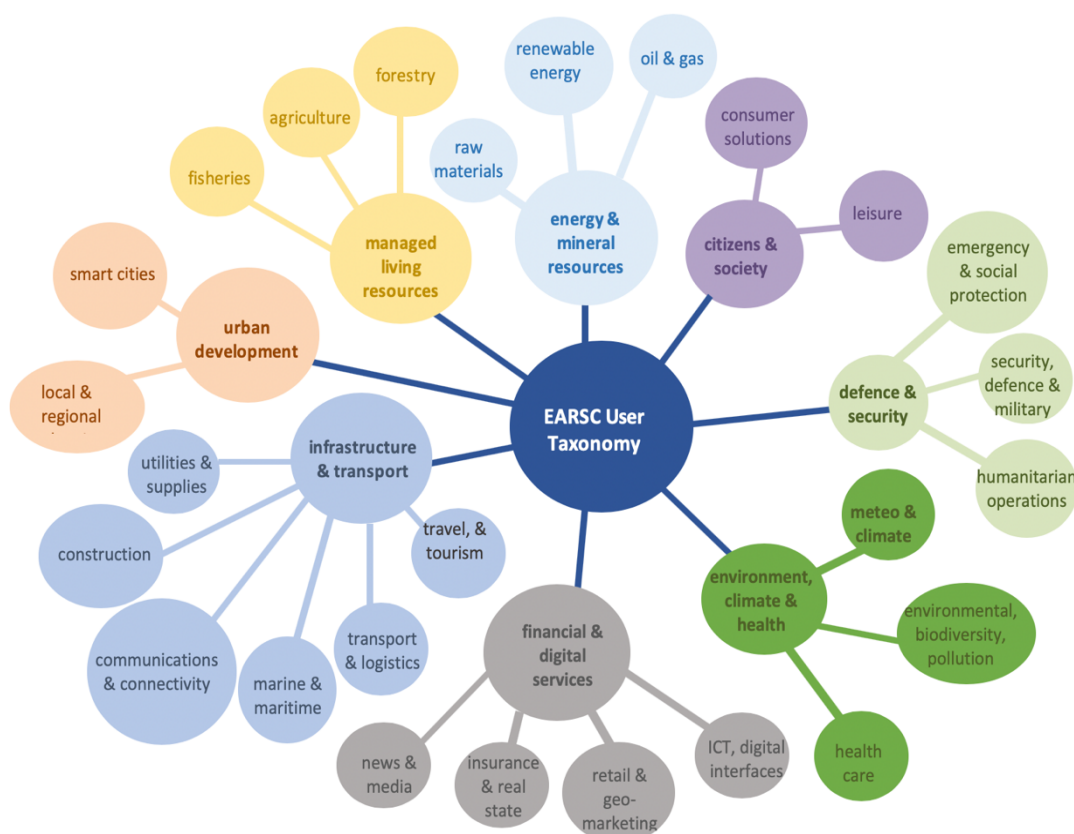 forestry
agriculture
fisheries
managed
living
resources
renewable
energy
oil & gas
raw
materials
energy &
mineral
resources
consumer
solutions
leisure
citizens &
society
emergency
& social
protection
security,
defence &
military
humanitarian
operations
defence &
security
smart cities
local &
regional
urban
development
EARSC User
Taxonomy
infrastructure
& transport
utilities &
supplies
construction
communications
& connectivity
marine &
maritime
transport
& logistics
travel, &
tourism
financial &
digital
services
news &
media
insurance
& real
state
retail &
geo-
marketing
ICT, digital
interfaces
environment,
climate &
health
meteo &
climate
environmental,
biodiversity,
pollution
health
care